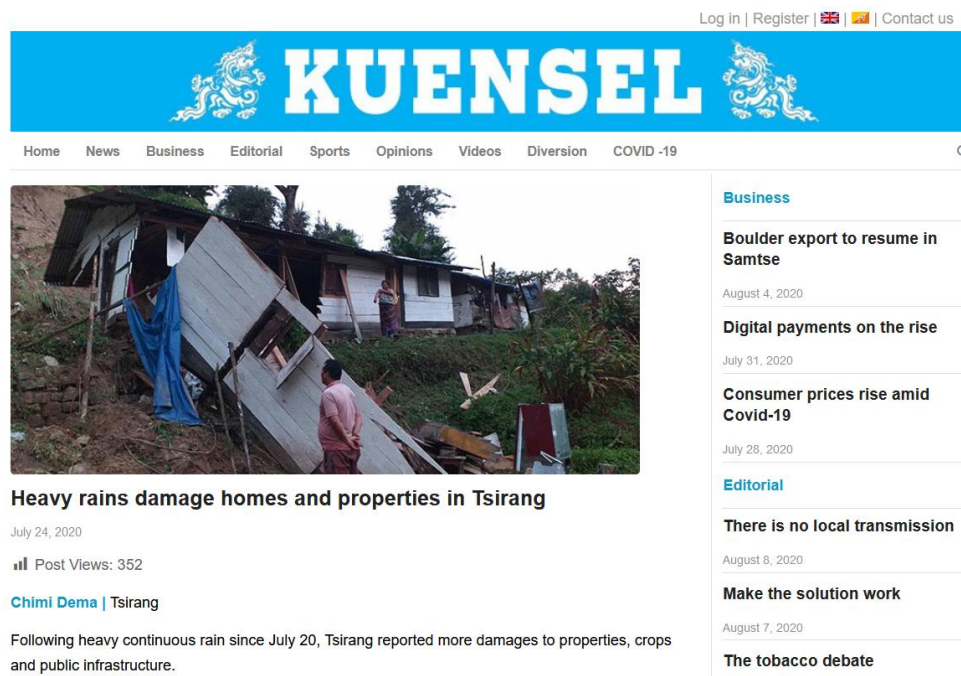 Log in | Register | | | Contact us
KUENSEL
Home News Business Editorial Sports Opinions Videos Diversion COVID -19
Heavy rains damage homes and properties in Tsirang
July 24, 2020
Post Views: 352
Chimi Dema | Tsirang
Following heavy continuous rain since July 20, Tsirang reported more damages to properties, crops
and public infrastructure.
Business
Boulder export to resume in
Samtse
August 4, 2020
Digital payments on the rise
July 31, 2020
Consumer prices rise amid
Covid-19
July 28, 2020
Editorial
There is no local transmission
August 8, 2020
Make the solution work
August 7, 2020
The tobacco debate